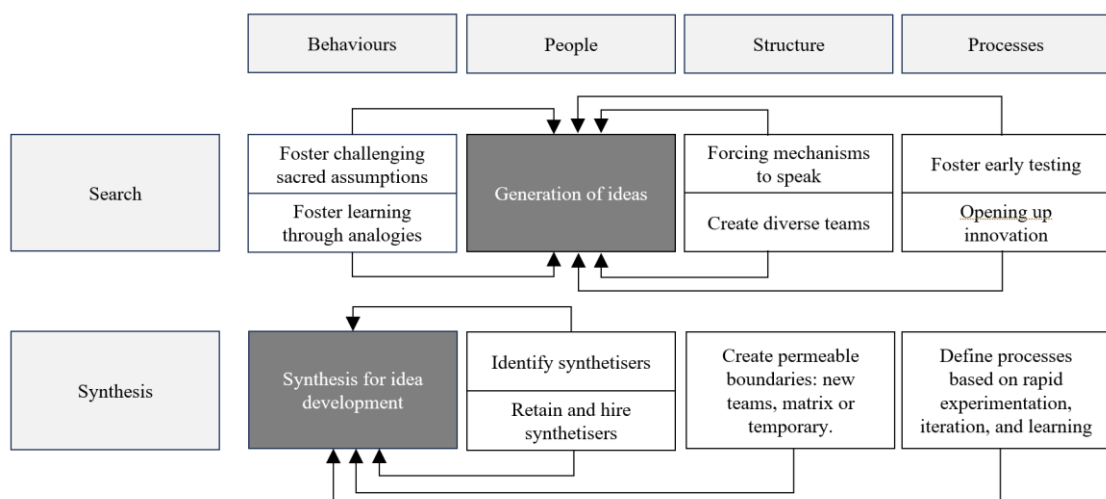 Behaviours
People
Structure
Processes
Search
Foster challenging
sacred assumptions
Foster learning
through analogies
Generation of ideas
Forcing mechanisms
to speak
Create diverse teams
Foster early testing
Opening up
innovation
Synthesis
Synthesis for idea
development
Identify synthetisers
Retain and hire
synthetisers
Create permeable
boundaries: new
teams, matrix or
temporary.
Define processes
based on rapid
experimentation,
iteration, and learning